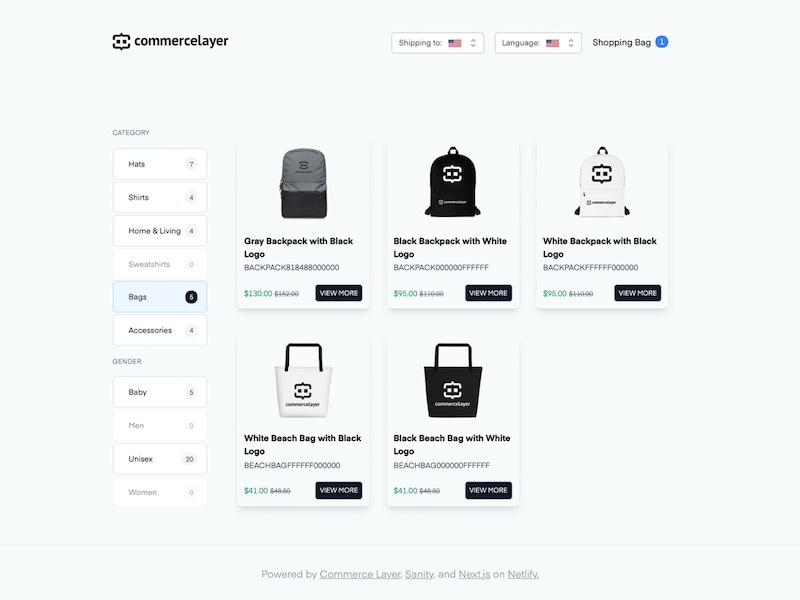 commercelayer
Shipping to:
Language:
Shopping Bag 1
CATEGORY
Hats 7
Shirts 4
Home & Living 4
Sweatshirts 0
Bags 5
Accessories 4
GENDER
Baby 5
Men 0
Unisex 20
Women 0
Gray Backpack with Black
Logo
BACKPACK818488000000
$130.00 $152.00
VIEW MORE
commercelayer
Black Backpack with White
Logo
BACKPACK000000FFFFFF
$95.00 $110.00
VIEW MORE
commercelayer
White Backpack with Black
Logo
BACKPACKFFFFFF000000
$95.00 $110.00
VIEW MORE
commercelayer
White Beach Bag with Black
Logo
BEACHBAGFFFFFF000000
$41.00 $48.80
VIEW MORE
commercelayer
Black Beach Bag with White
Logo
BEACHBAG000000FFFFFF
$41.00 $48.80
VIEW MORE
Powered by Commerce Layer, Sanity, and Next.js on Netlify.